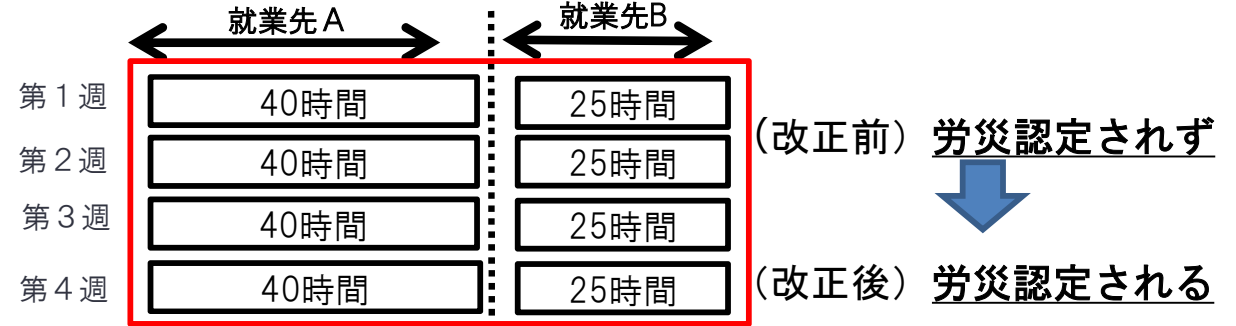 就業先A 就業先B
第1週 40時間 25時間
(改正前) 労災認定されず
第2週 40時間 25時間
第3週 40時間 25時間
第4週 40時間 25時間
(改正後) 労災認定される